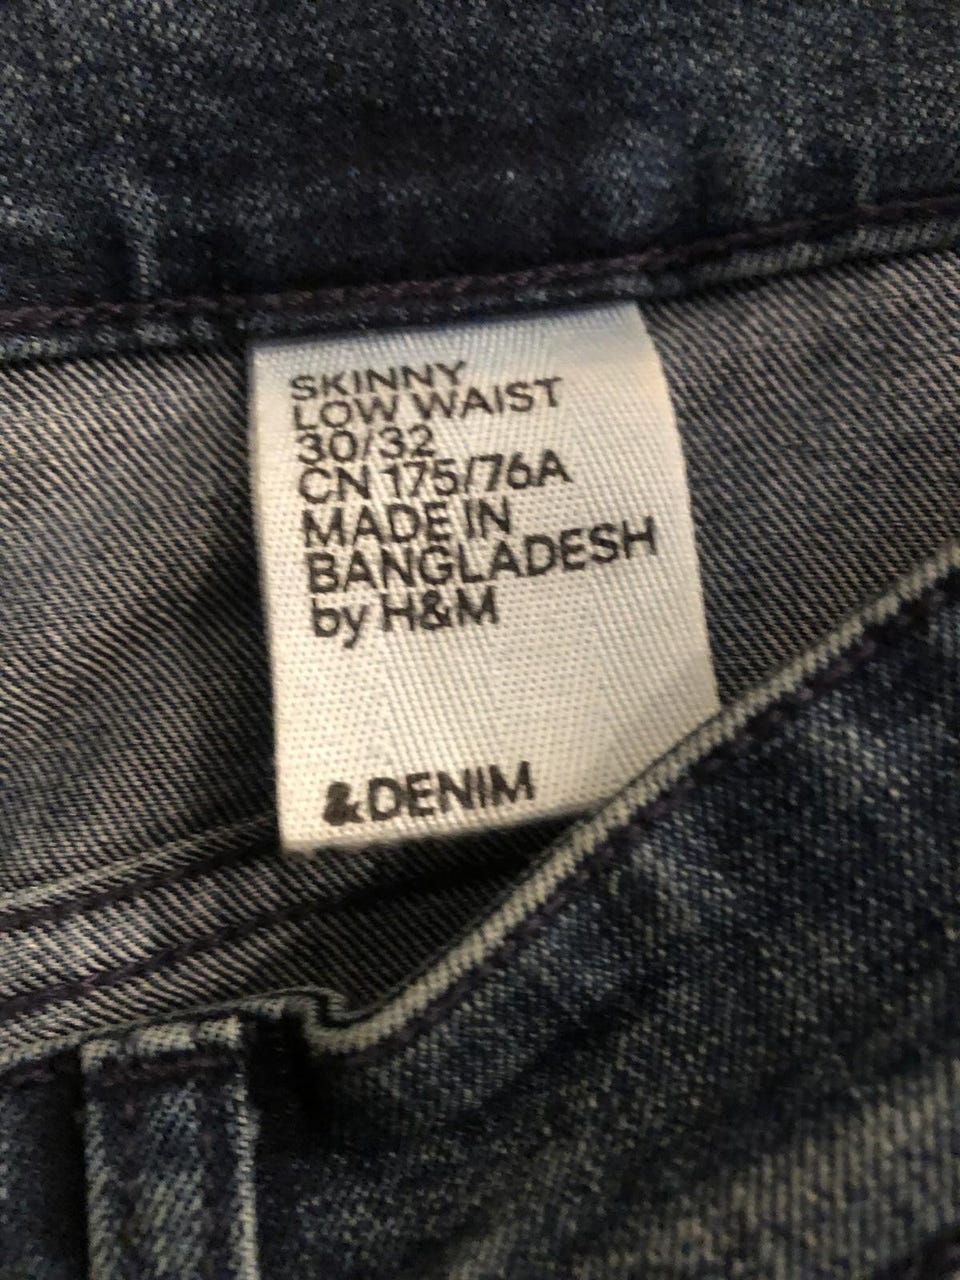 SKINNY
LOW WAIST
30/32
CN 175/76A
MADE IN
BANGLADESH
by H&M
&DENIM